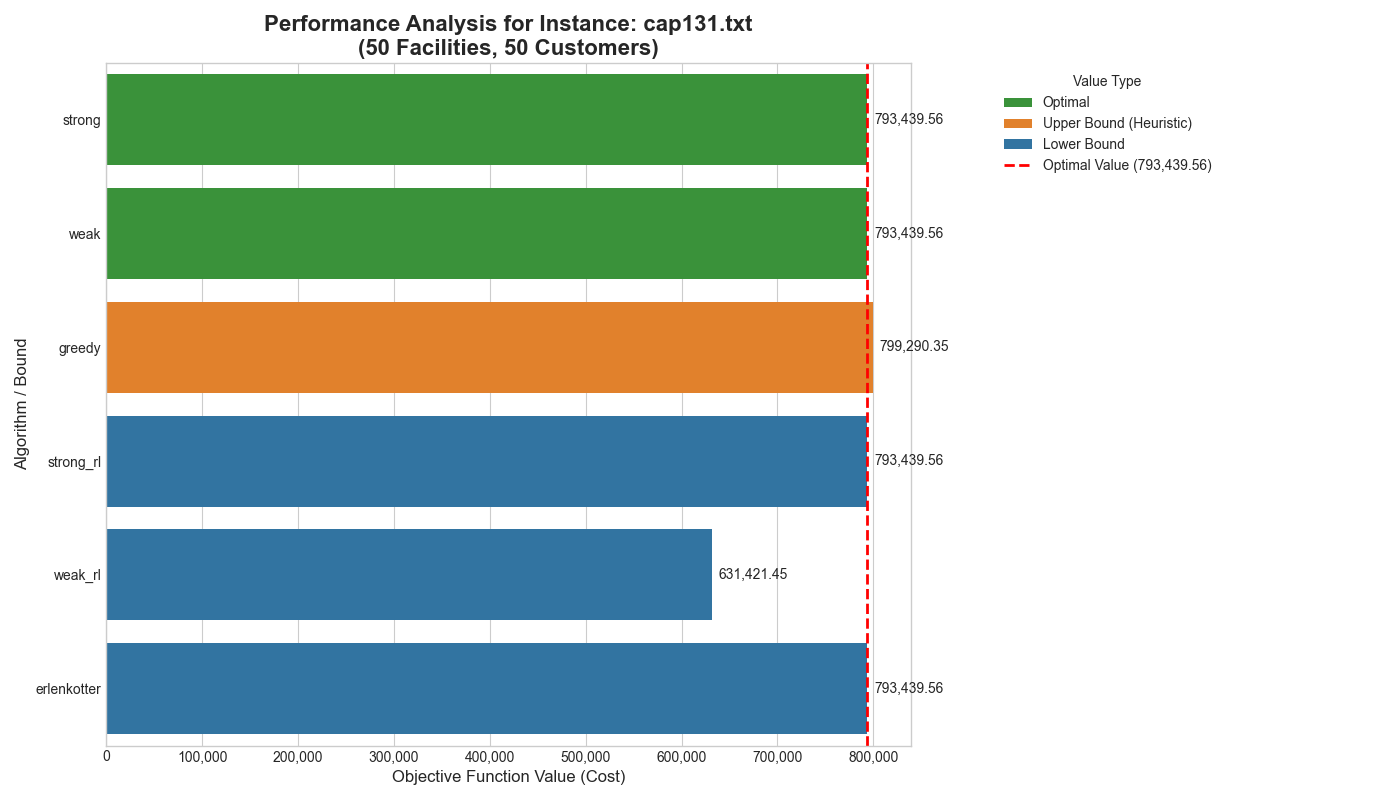 Performance Analysis for Instance: cap131.txt
(50 Facilities, 50 Customers)
Value Type
Optimal
Upper Bound (Heuristic)
Lower Bound
Optimal Value (793,439.56)
Algorithm / Bound
strong
793,439.56
weak
793,439.56
greedy
799,290.35
strong_rl
793,439.56
weak_rl
631,421.45
erlenkotter
793,439.56
0 100,000 200,000 300,000 400,000 500,000 600,000 700,000 800,000
Objective Function Value (Cost)